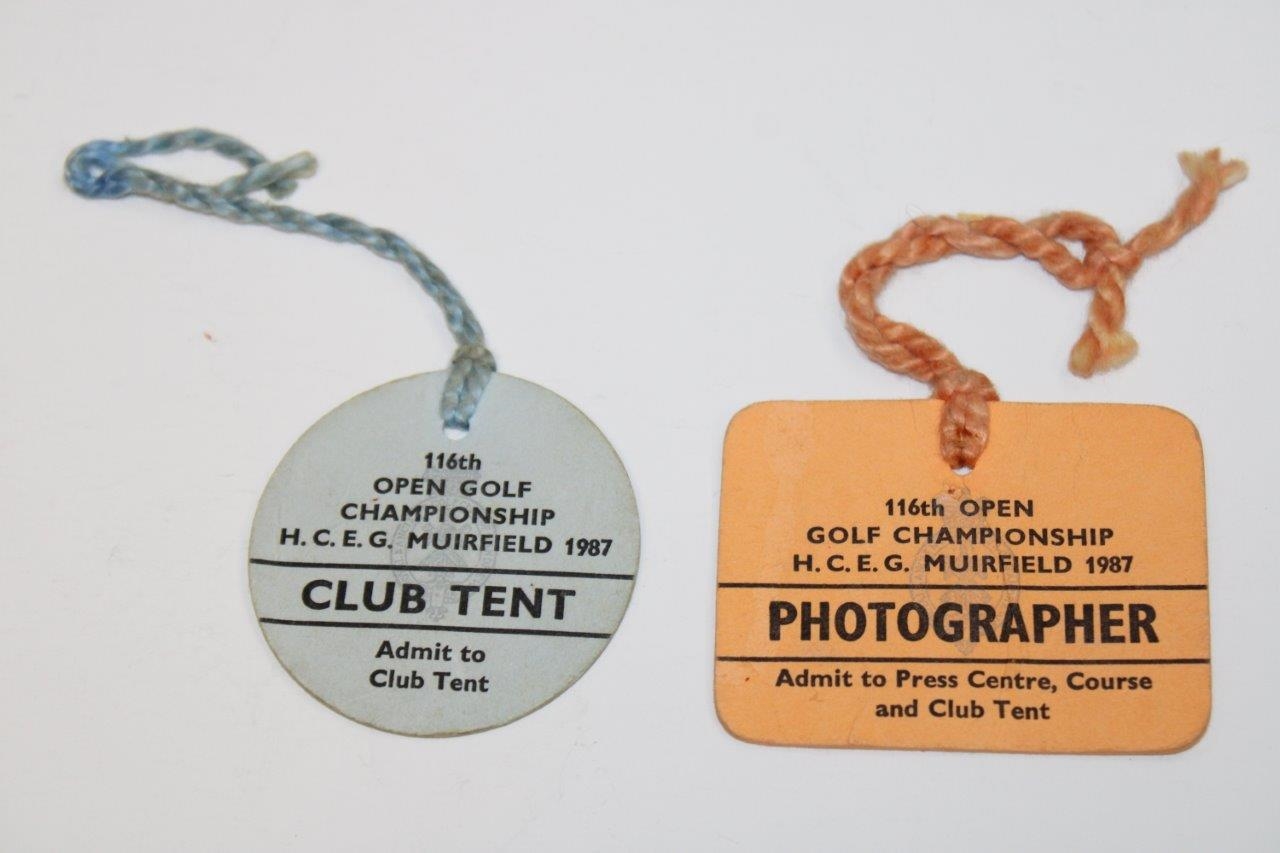 116th
OPEN GOLF
CHAMPIONSHIP
H. C. E. G. MUIRFIELD 1987
CLUB TENT
Admit to
Club Tent
116th OPEN
GOLF CHAMPIONSHIP
H. C. E. G. MUIRFIELD 1987
PHOTOGRAPHER
Admit to Press Centre, Course
and Club Tent